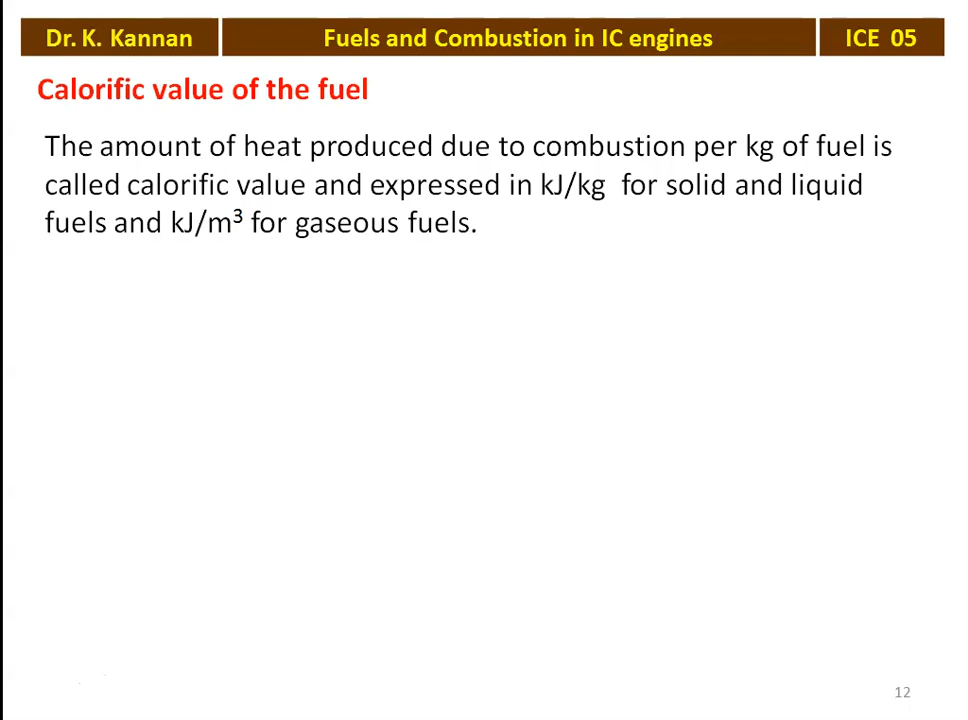 Dr. K. Kannan Fuels and Combustion in IC engines ICE 05
Calorific value of the fuel
The amount of heat produced due to combustion per kg of fuel is
called calorific value and expressed in kJ/kg for solid and liquid
fuels and kJ/m³ for gaseous fuels.
12